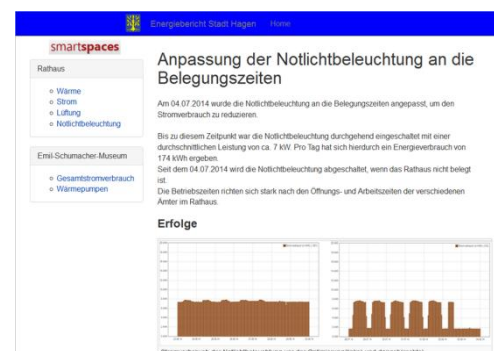 Energiebericht Stadt Hagen Home
smartspaces
Rathaus
Wärme
Strom
Lüftung
Notlichtbeleuchtung
Emil-Schumacher-Museum
Gesamtstromverbrauch
Wärmepumpen
Anpassung der Notlichtbeleuchtung an die
Belegungszeiten
Am 04.07.2014 wurde die Notlichtbeleuchtung an die Belegungszeiten angepasst, um den
Stromverbrauch zu reduzieren.
Bis zu diesem Zeitpunkt war die Notlichtbeleuchtung durchgehend eingeschaltet mit einer
durchschnittlichen Leistung von ca. 7 kW. Pro Tag hat sich hierdurch ein Energieverbrauch von
174 kWh ergeben.
Seit dem 04.07.2014 wird die Notlichtbeleuchtung abgeschaltet, wenn das Rathaus nicht belegt
ist.
Die Betriebszeiten richten sich stark nach den Öffnungs- und Arbeitszeiten der verschiedenen
Ämter im Rathaus.
Erfolge